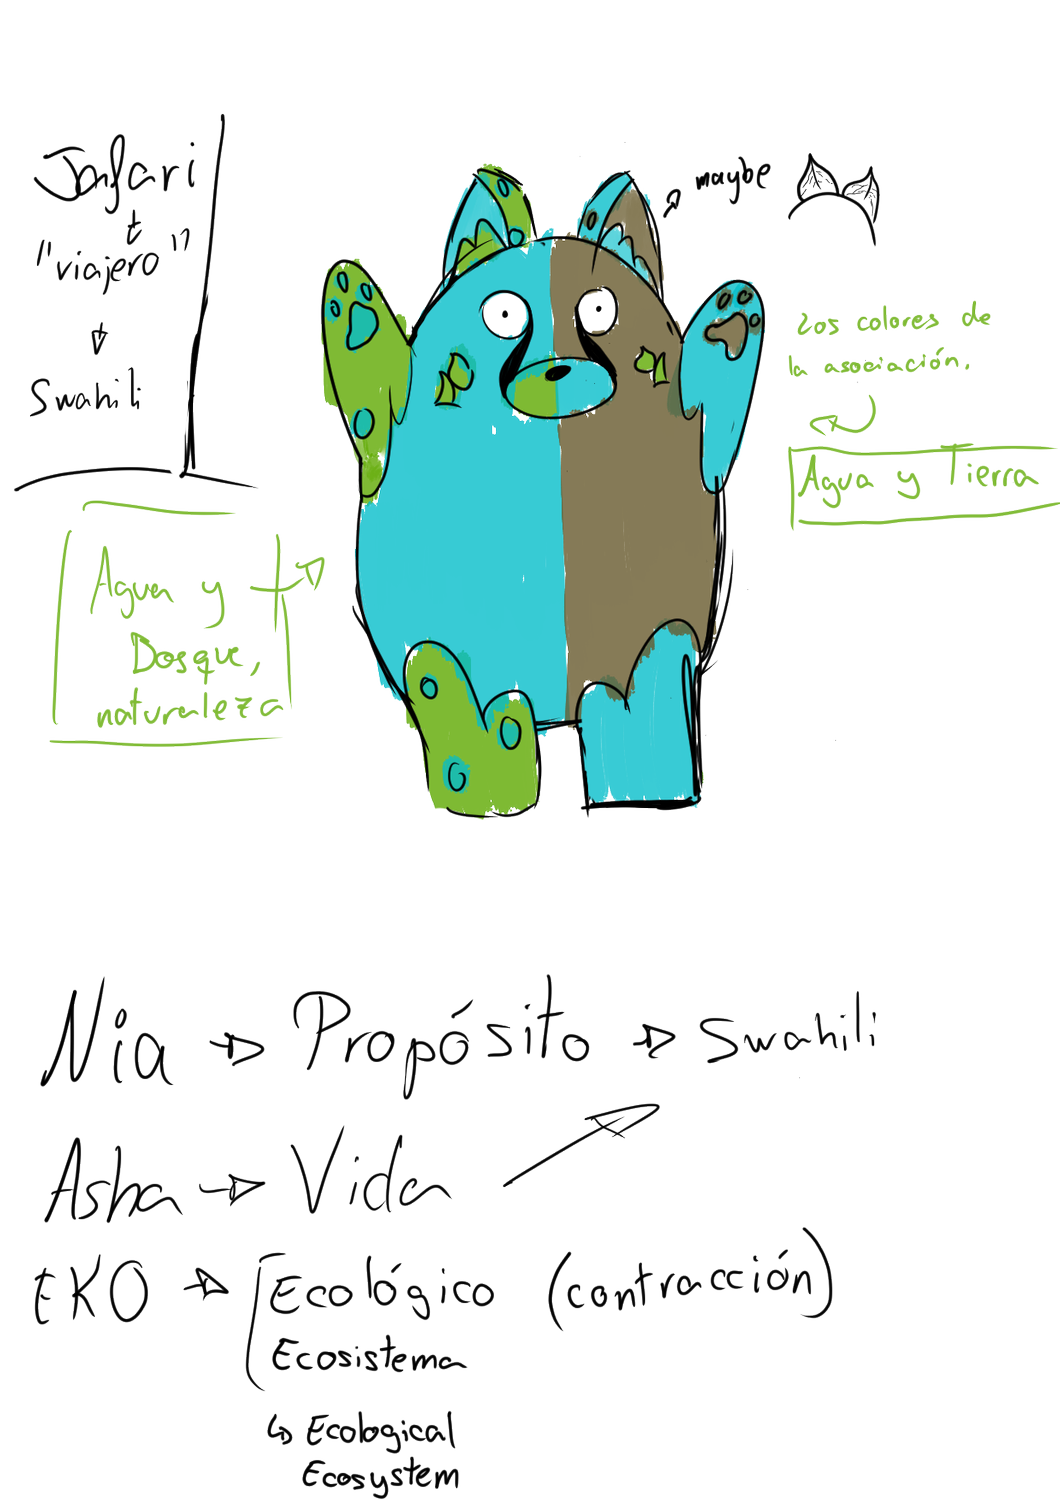 Jafari
"viajero"
Swahili
maybe
Los colores de
la asociación.
Agua y Tierra
Agua y
Bosque,
naturaleza
Nia → Propósito → Swahili
Asha → Vida
EKO → Ecológico (contracción)
Ecosistema
↳ Ecological
Ecosystem